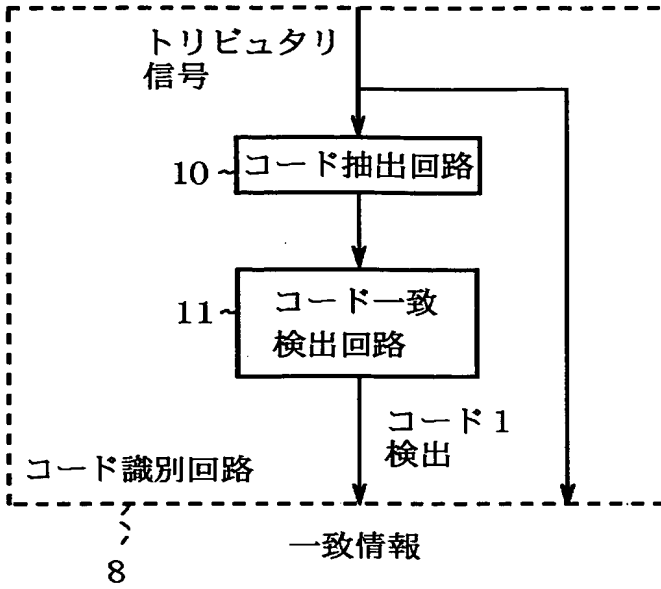 トリビュタリ
信号
10
コード抽出回路
11
コード一致
検出回路
コード1
検出
コード識別回路
8
一致情報